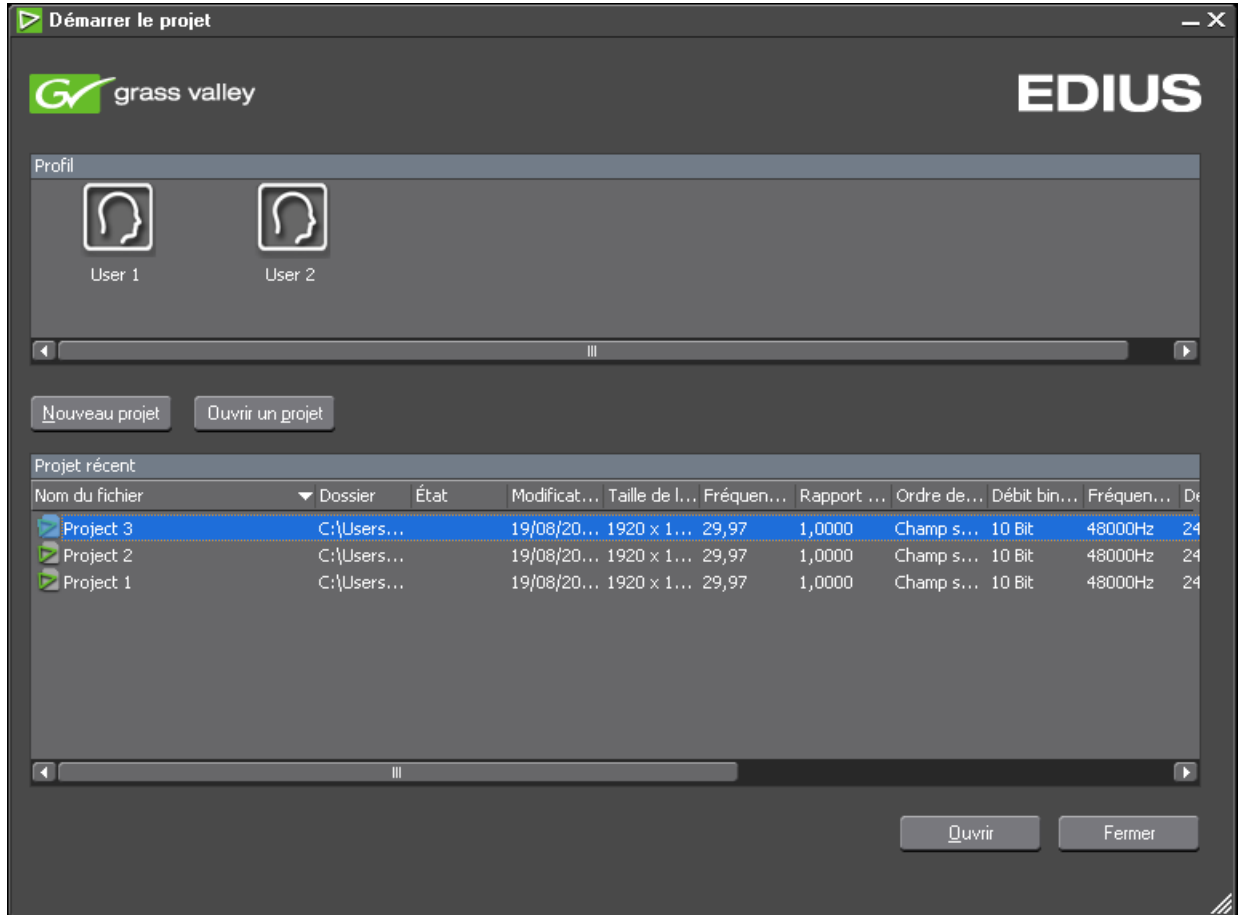 Démarrer le projet
grass valley
EDIUS
Profil
User 1 User 2
Nouveau projet Ouvrir un projet
Projet récent
Nom du fichier Dossier État Modificat... Taille de l... Fréquen... Rapport ... Ordre de... Débit bin... Fréquen... De
Project 3 C:\Users... 19/08/20... 1920 x 1... 29,97 1,0000 Champ s... 10 Bit 48000Hz 24
Project 2 C:\Users... 19/08/20... 1920 x 1... 29,97 1,0000 Champ s... 10 Bit 48000Hz 24
Project 1 C:\Users... 19/08/20... 1920 x 1... 29,97 1,0000 Champ s... 10 Bit 48000Hz 24
Ouvrir Fermer